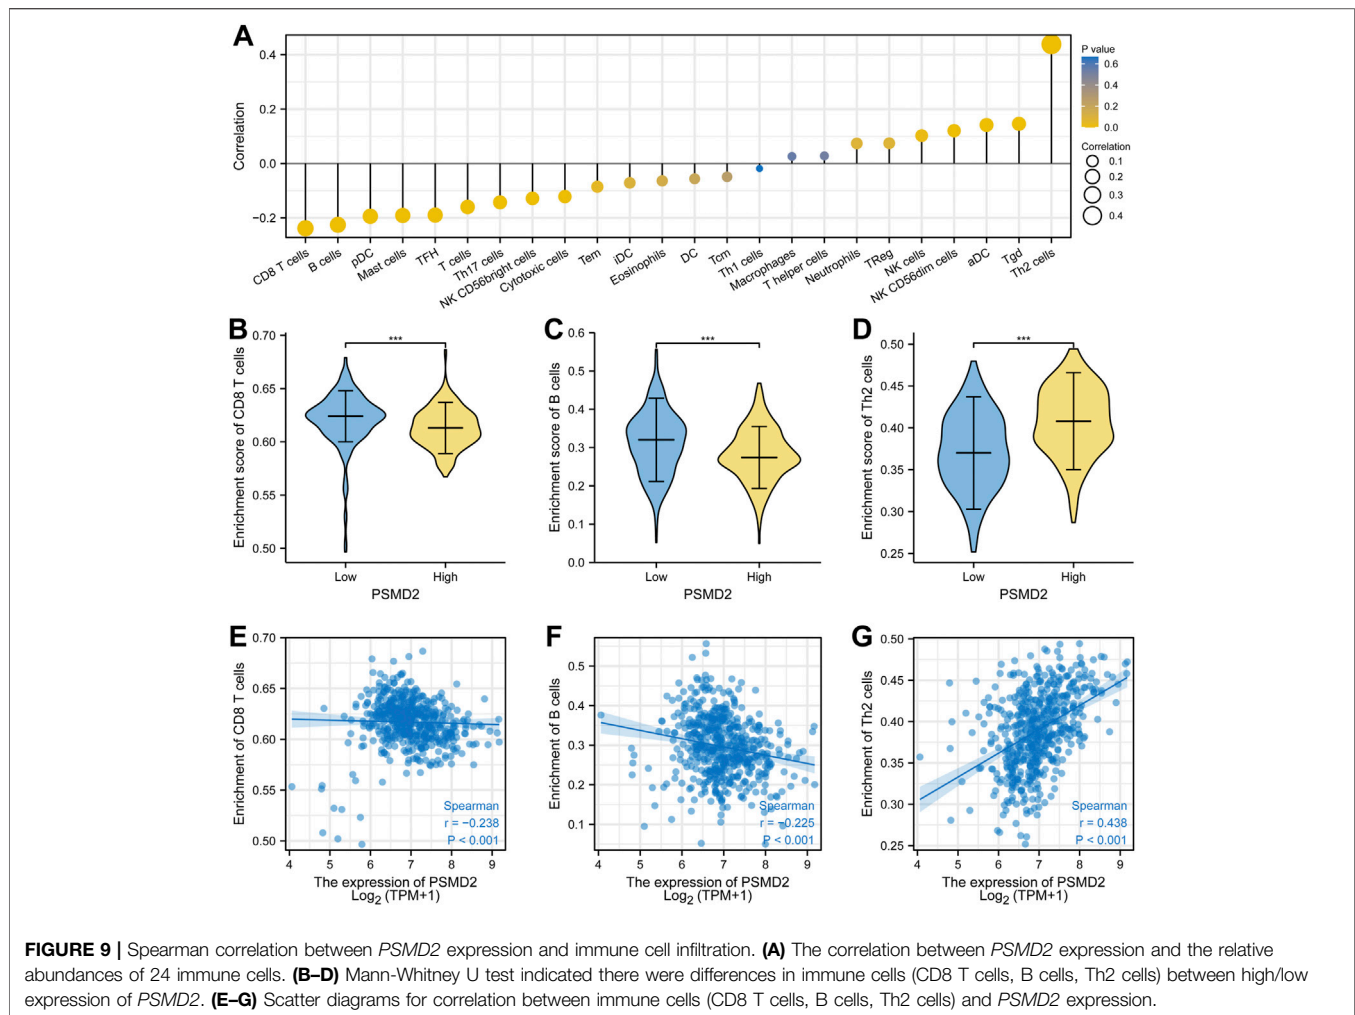 A
Correlation
0.4
0.2
0.0
−0.2
CD8 T cells
B cells
pDC
Mast cells
TFH
T cells
Th17 cells
NK CD56bright cells
Cytotoxic cells
Tem
iDC
Eosinophils
DC
Tcm
Th1 cells
Macrophages
T helper cells
Neutrophils
TReg
NK cells
NK CD56dim cells
aDC
Tgd
Th2 cells
P value
0.6
0.4
0.2
0.0
Correlation
0.1
0.2
0.3
0.4
B
Enrichment score of CD8 T cells
0.70
0.65
0.60
0.55
0.50
***
Low High
PSMD2
C
Enrichment score of B cells
0.6
0.5
0.4
0.3
0.2
0.1
0.0
***
Low High
PSMD2
D
Enrichment score of Th2 cells
0.50
0.45
0.40
0.35
0.30
0.25
***
Low High
PSMD2
E
Enrichment of CD8 T cells
0.70
0.65
0.60
0.55
0.50
Spearman
r = −0.238
P < 0.001
4 5 6 7 8 9
The expression of PSMD2
Log2 (TPM+1)
F
Enrichment of B cells
0.5
0.4
0.3
0.2
0.1
Spearman
r = −0.225
P < 0.001
4 5 6 7 8 9
The expression of PSMD2
Log2 (TPM+1)
G
Enrichment of Th2 cells
0.50
0.45
0.40
0.35
0.30
0.25
Spearman
r = 0.438
P < 0.001
4 5 6 7 8 9
The expression of PSMD2
Log2 (TPM+1)
FIGURE 9 | Spearman correlation between PSMD2 expression and immune cell infiltration. (A) The correlation between PSMD2 expression and the relative
abundances of 24 immune cells. (B–D) Mann-Whitney U test indicated there were differences in immune cells (CD8 T cells, B cells, Th2 cells) between high/low
expression of PSMD2. (E–G) Scatter diagrams for correlation between immune cells (CD8 T cells, B cells, Th2 cells) and PSMD2 expression.